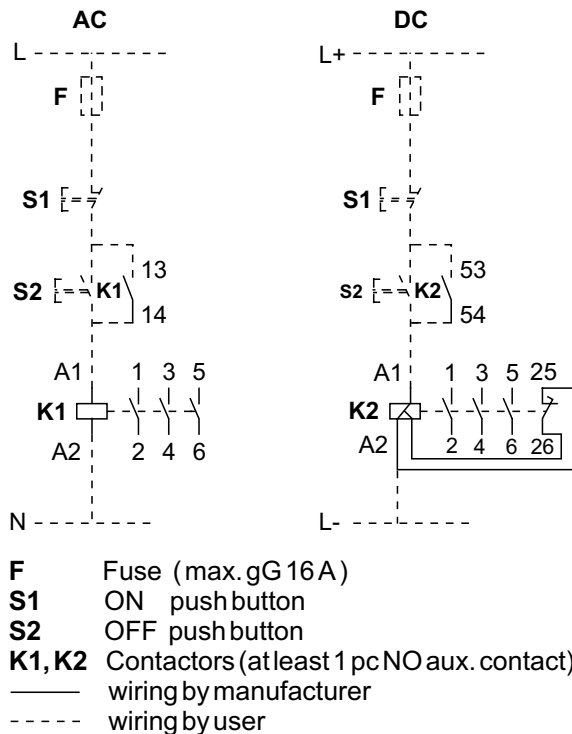 AC DC
L L+
F F
S1 S1
13 53
S2 K1 S2 K2
14 54
A1 1 3 5 A1 1 3 5 25
K1 K2
A2 2 4 6 A2 2 4 6 26
N L-
F Fuse (max. gG 16 A)
S1 ON push button
S2 OFF push button
K1, K2 Contactors (at least 1 pc NO aux. contact)
wiring by manufacturer
wiring by user